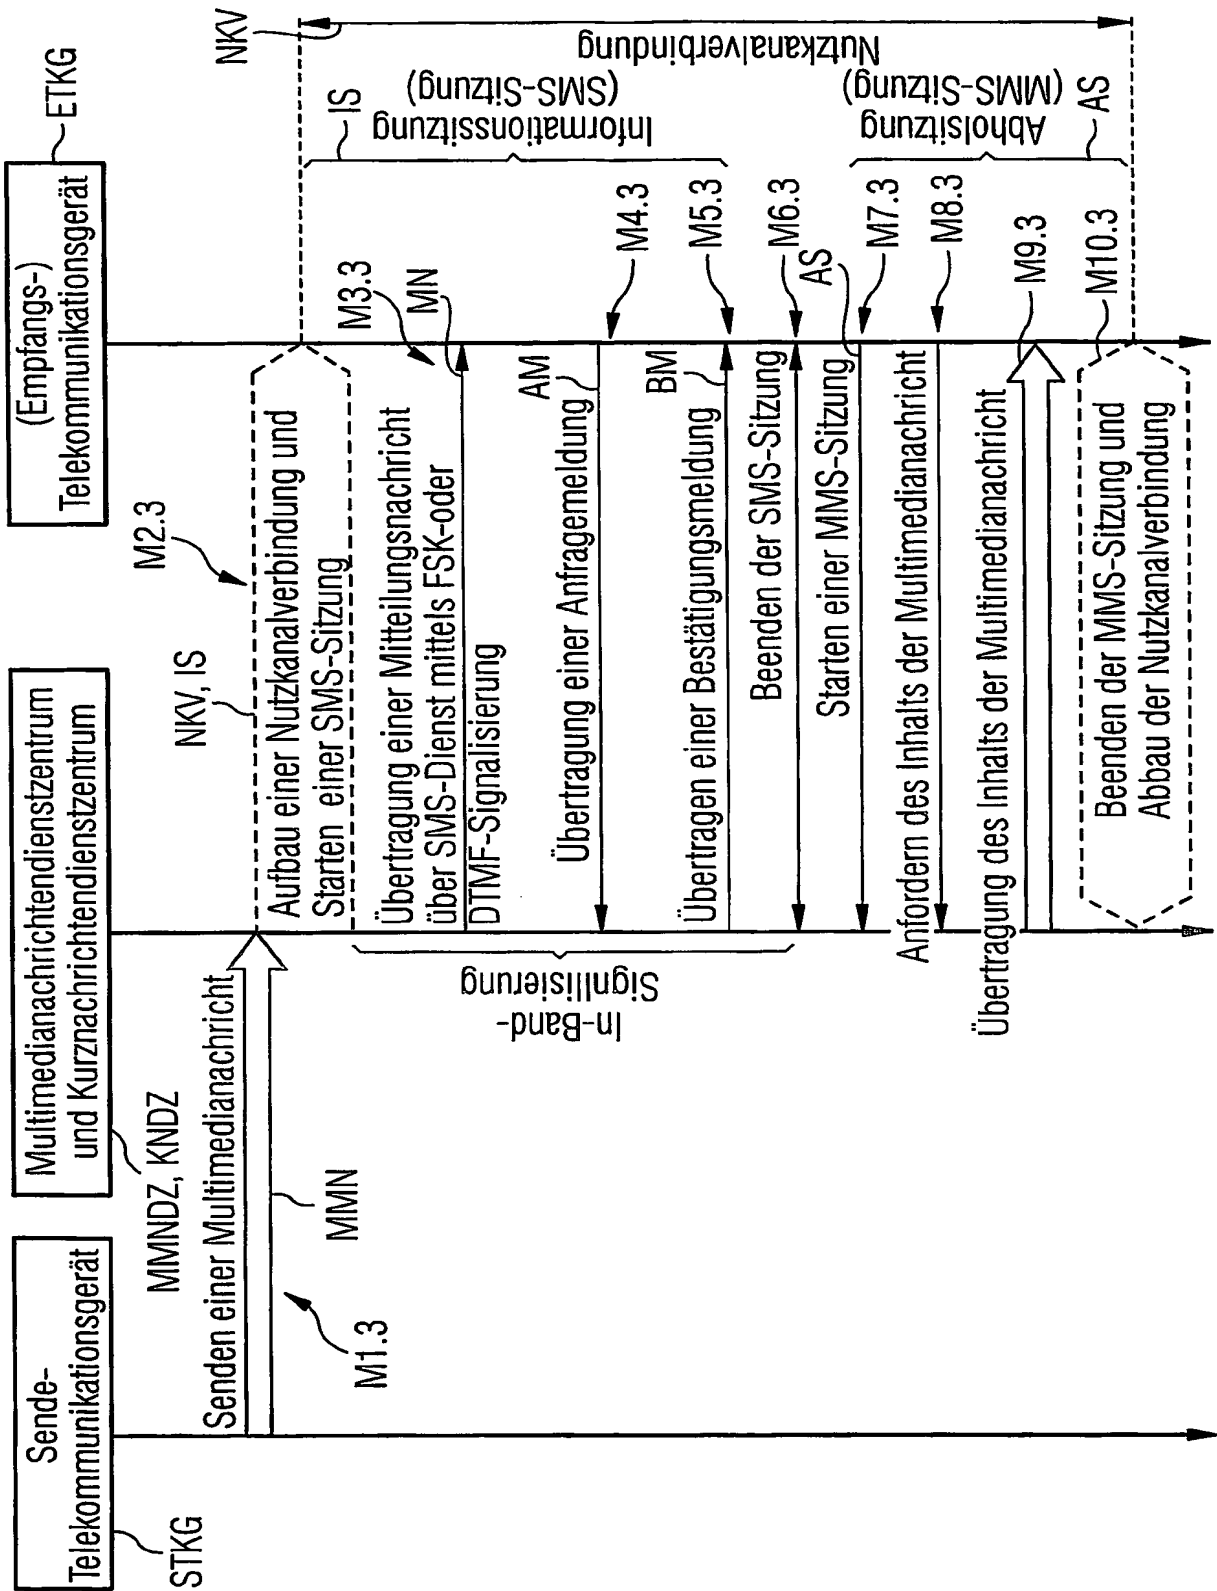 Sende-
Telekommunikationsgerät
STKG
Multimedianachrichtendienstzentrum
und Kurznachrichtendienstzentrum
MMNDZ, KNDZ
(Empfangs-)
Telekommunikationsgerät
ETKG
Senden einer Multimedianachricht
MMN
M1.3
NKV, IS
M2.3
Aufbau einer Nutzkanalverbindung und
Starten einer SMS-Sitzung
Übertragung einer Mitteilungsnachricht
über SMS-Dienst mittels FSK-oder
DTMF-Signalisierung
M3.3
MN
Übertragung einer Anfragemeldung
AM
M4.3
Übertragen einer Bestätigungsmeldung
BM
M5.3
Beenden der SMS-Sitzung
M6.3
Starten einer MMS-Sitzung
AS
M7.3
Anfordern des Inhalts der Multimedianachricht
M8.3
Übertragung des Inhalts der Multimedianachricht
M9.3
Beenden der MMS-Sitzung und
Abbau der Nutzkanalverbindung
M10.3
In-Band-
Signillisierung
IS
Informationssitzung
(SMS-Sitzung)
Abholsitzung
(MMS-Sitzung)
AS
NKV
Nutzkanalverbindung